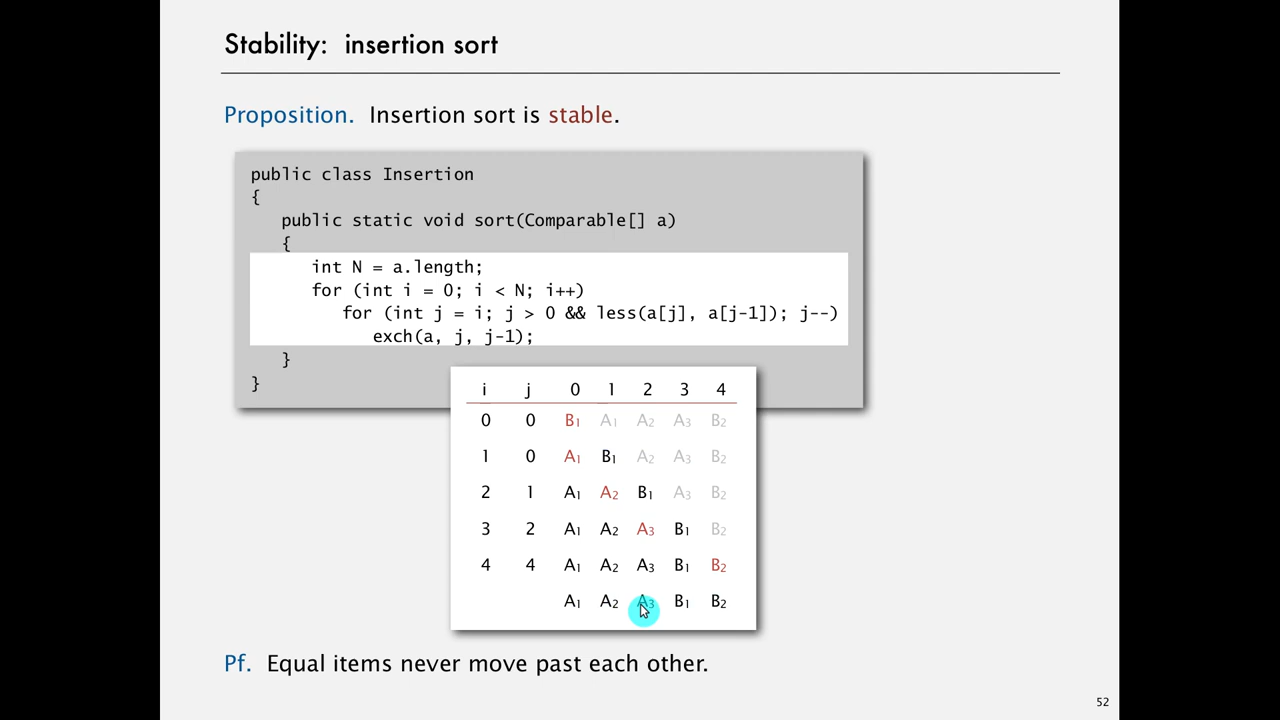 Stability: insertion sort
Proposition. Insertion sort is stable.
public class Insertion
{
public static void sort(Comparable[] a)
{
int N = a.length;
for (int i = 0; i < N; i++)
for (int j = i; j > 0 && less(a[j], a[j-1]); j--)
exch(a, j, j-1);
}
}
i j 0 1 2 3 4
0 0 B1 A1 A2 A3 B2
1 0 A1 B1 A2 A3 B2
2 1 A1 A2 B1 A3 B2
3 2 A1 A2 A3 B1 B2
4 4 A1 A2 A3 B1 B2
A1 A2 A3 B1 B2
Pf. Equal items never move past each other.
52